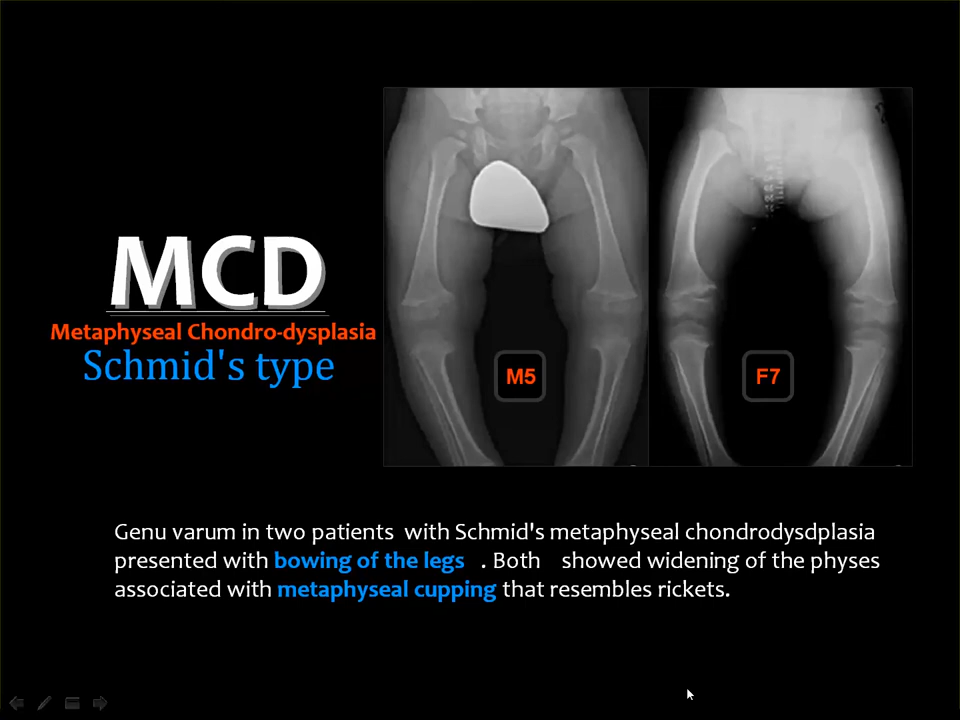 MCD
Metaphyseal Chondro-dysplasia
Schmid's type
M5
F7
Genu varum in two patients with Schmid's metaphyseal chondrodysdplasia
presented with bowing of the legs . Both showed widening of the physes
associated with metaphyseal cupping that resembles rickets.